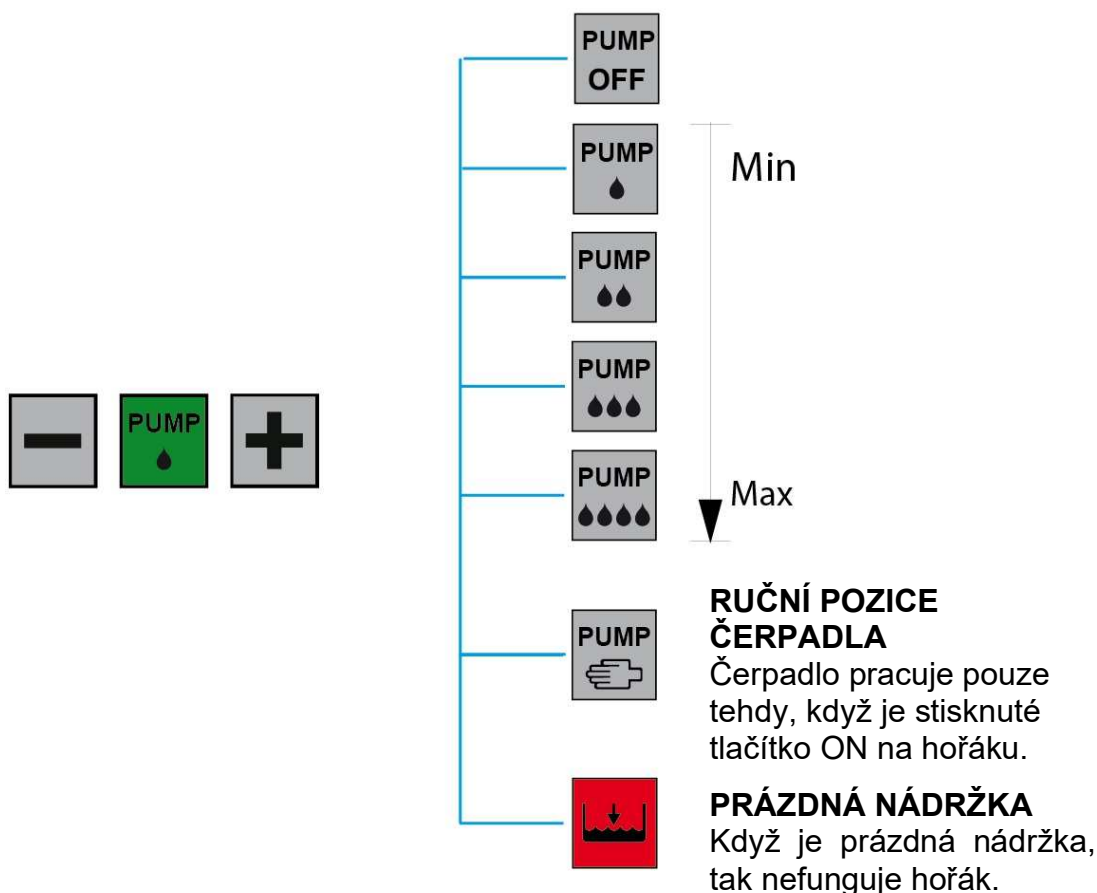 PUMP
OFF
PUMP
Min
PUMP
PUMP
PUMP
PUMP
Max
RUČNÍ POZICE
ČERPADLA
PUMP
Čerpadlo pracuje pouze
tehdy, když je stisknuté
tlačítko ON na hořáku.
PRÁZDNÁ NÁDRŽKA
Když je prázdná nádržka,
tak nefunguje hořák.